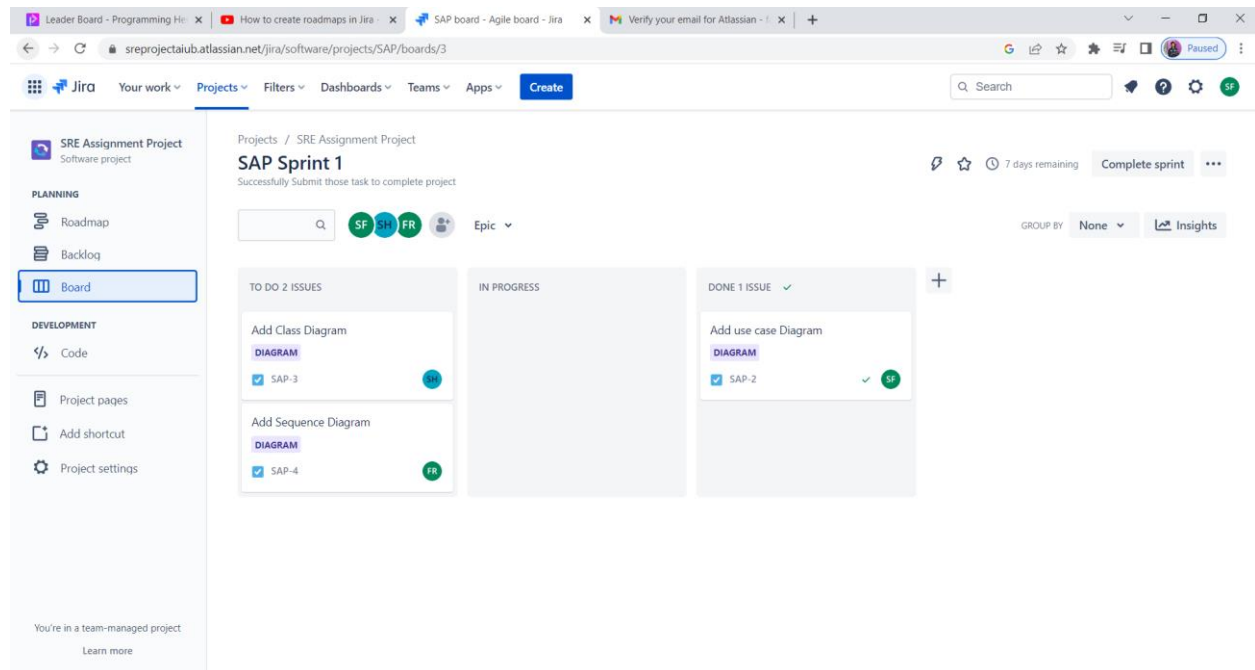 Leader Board - Programming He
How to create roadmaps in Jira -
SAP board - Agile board - Jira
Verify your email for Atlassian -
sreprojectaiub.atlassian.net/jira/software/projects/SAP/boards/3
G
Paused
Jira
Your work
Projects
Filters
Dashboards
Teams
Apps
Create
Search
SF
SRE Assignment Project
Software project
PLANNING
Roadmap
Backlog
Board
DEVELOPMENT
Code
Project pages
Add shortcut
Project settings
You're in a team-managed project
Learn more
Projects / SRE Assignment Project
SAP Sprint 1
Successfully Submit those task to complete project
7 days remaining
Complete sprint
SF SH FR
Epic
GROUP BY None
Insights
TO DO 2 ISSUES
Add Class Diagram
DIAGRAM
SAP-3 SH
Add Sequence Diagram
DIAGRAM
SAP-4 FR
IN PROGRESS
DONE 1 ISSUE
Add use case Diagram
DIAGRAM
SAP-2 SF